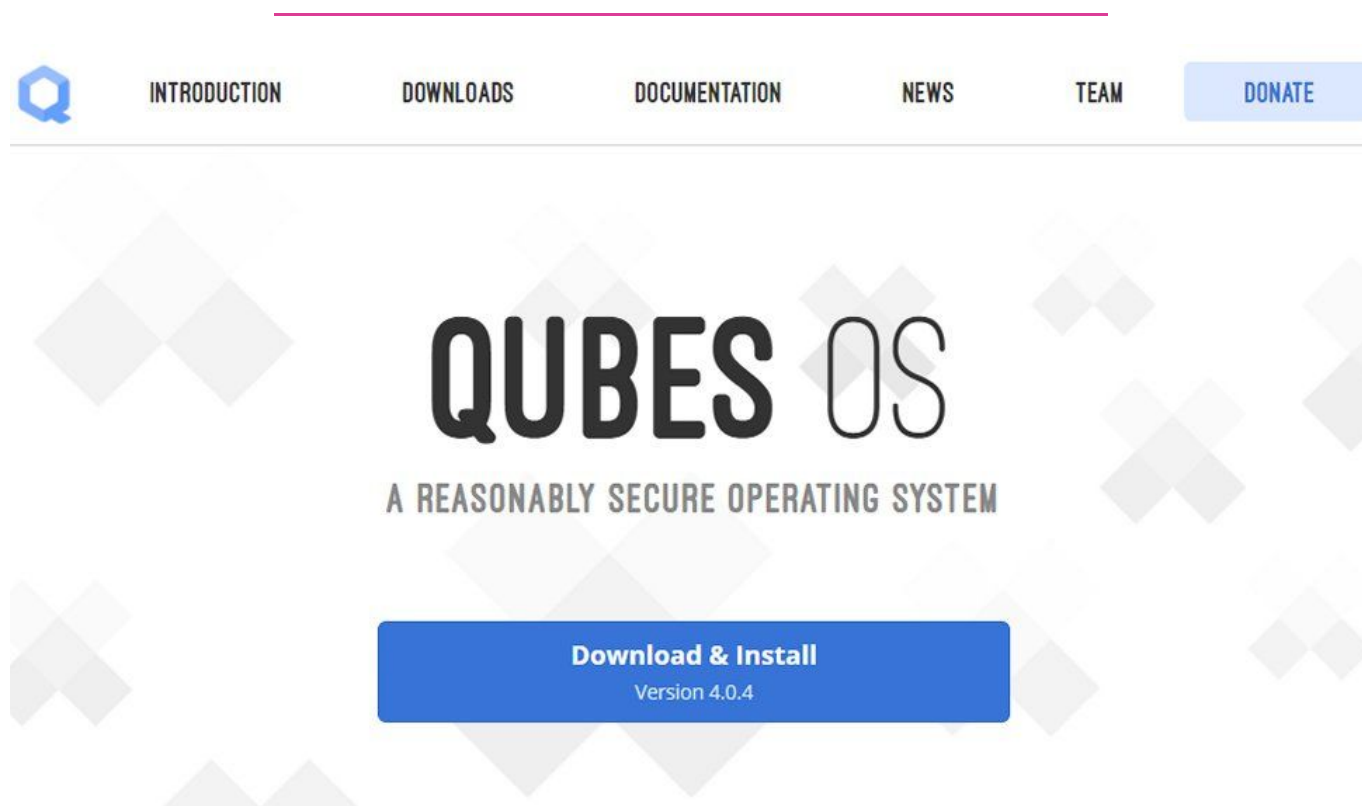 INTRODUCTION DOWNLOADS DOCUMENTATION NEWS TEAM DONATE
QUBES OS
A REASONABLY SECURE OPERATING SYSTEM
Download & Install
Version 4.0.4